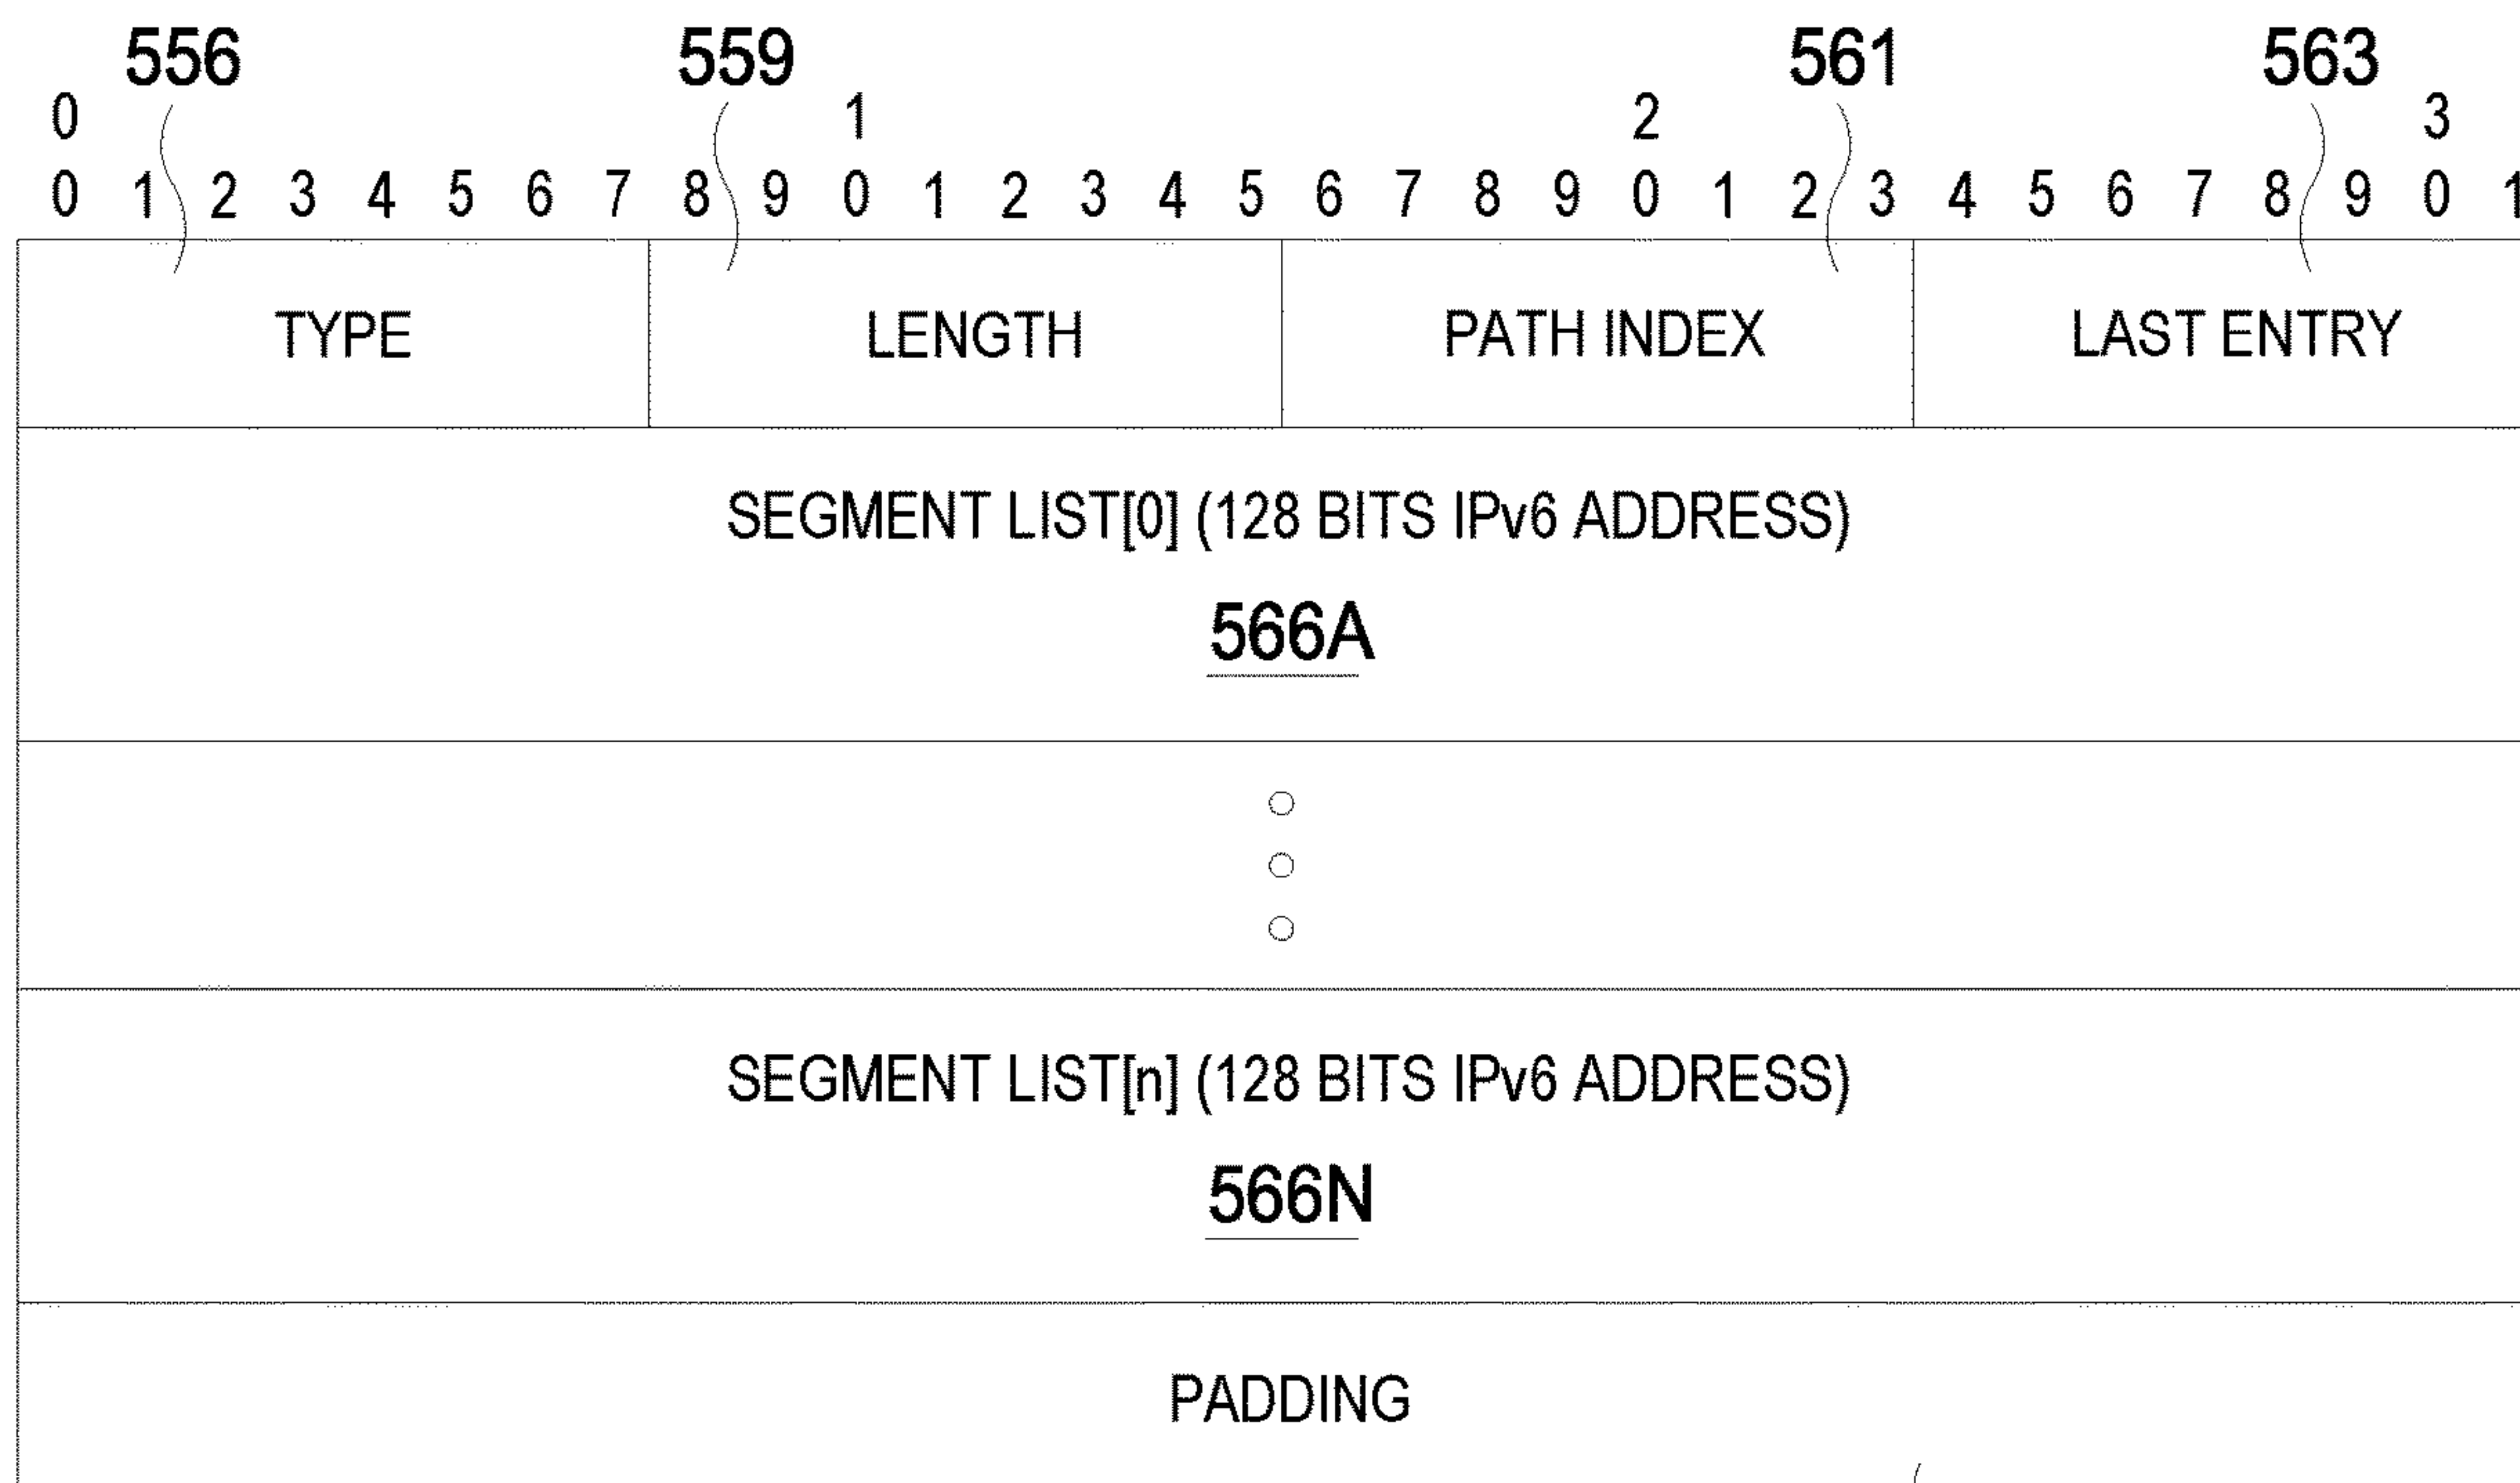 556 559 561 563
0 1 2 3
0 1 2 3 4 5 6 7 8 9 0 1 2 3 4 5 6 7 8 9 0 1 2 3 4 5 6 7 8 9 0 1
TYPE LENGTH PATH INDEX LAST ENTRY
SEGMENT LIST[0] (128 BITS IPv6 ADDRESS)
566A
SEGMENT LIST[n] (128 BITS IPv6 ADDRESS)
566N
PADDING